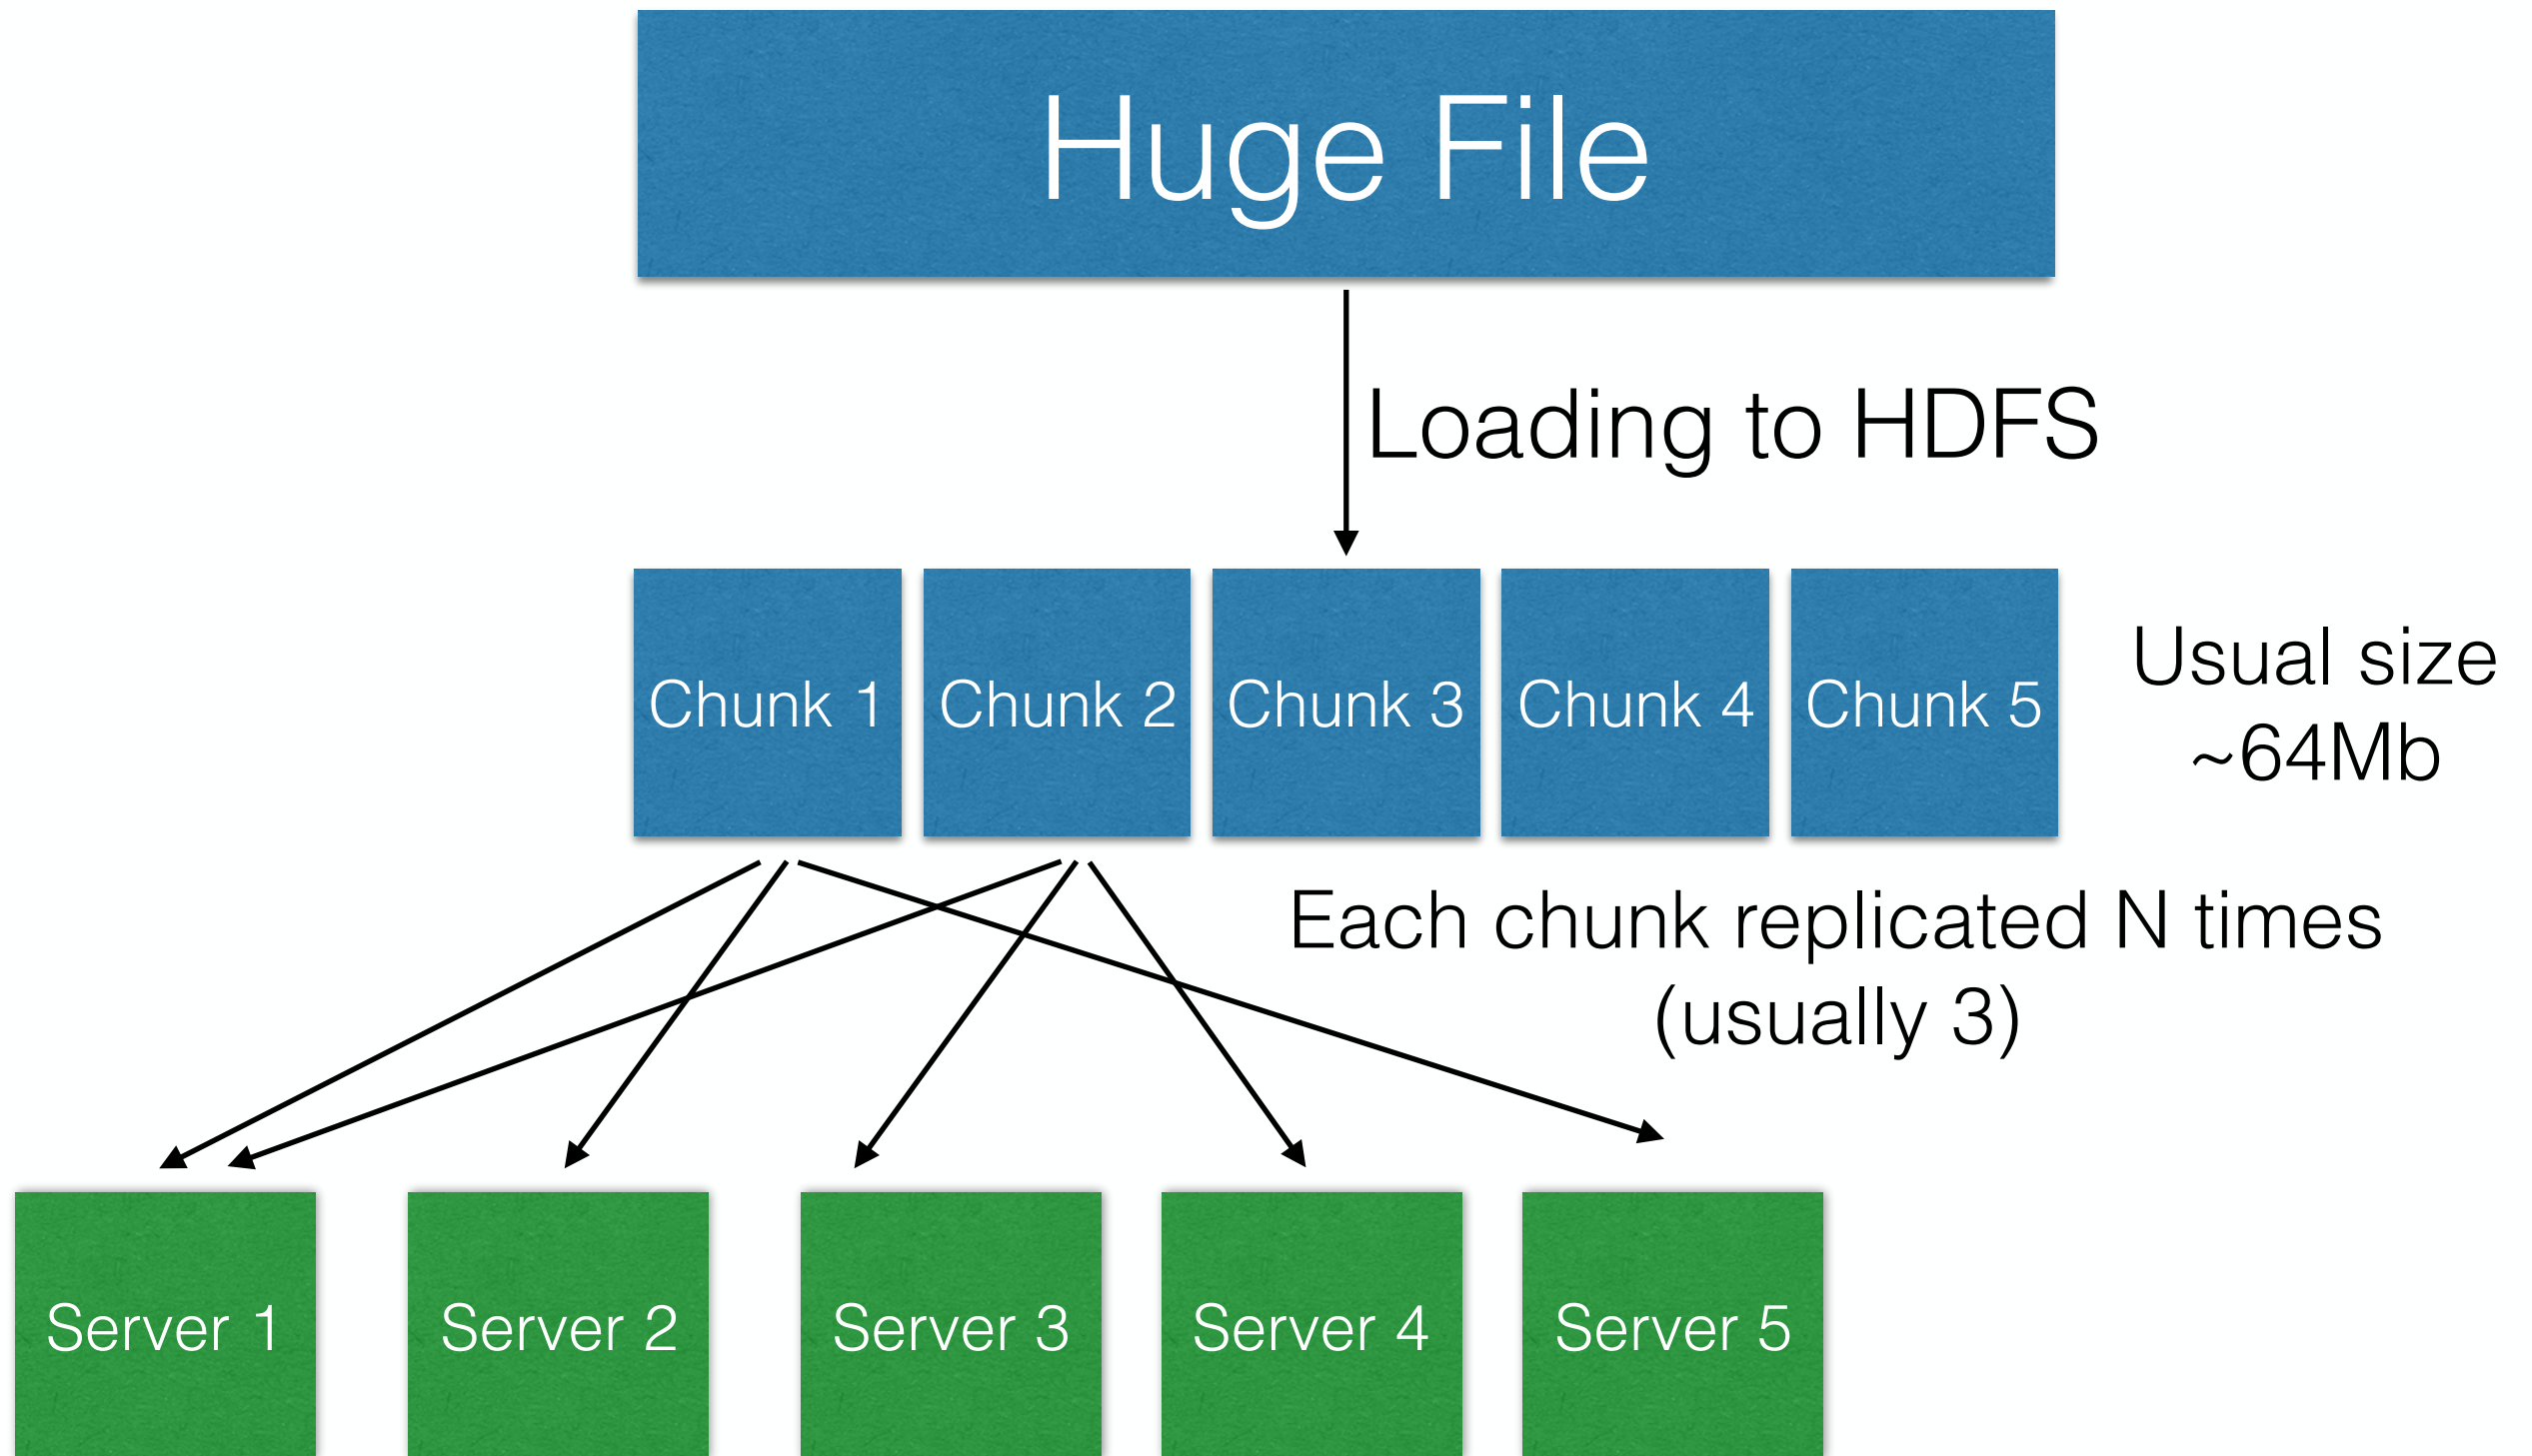 Huge File
Loading to HDFS
Chunk 1
Chunk 2
Chunk 3
Chunk 4
Chunk 5
Usual size
~64Mb
Each chunk replicated N times
(usually 3)
Server 1
Server 2
Server 3
Server 4
Server 5